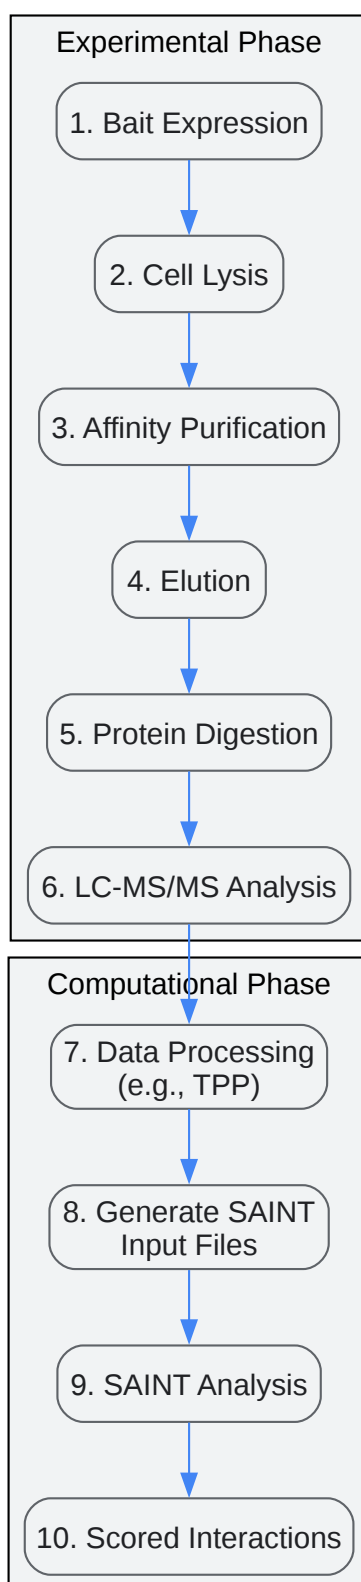 Experimental Phase
1. Bait Expression
2. Cell Lysis
3. Affinity Purification
4. Elution
5. Protein Digestion
6. LC-MS/MS Analysis
Computational Phase
7. Data Processing
(e.g., TPP)
8. Generate SAINT
Input Files
9. SAINT Analysis
10. Scored Interactions